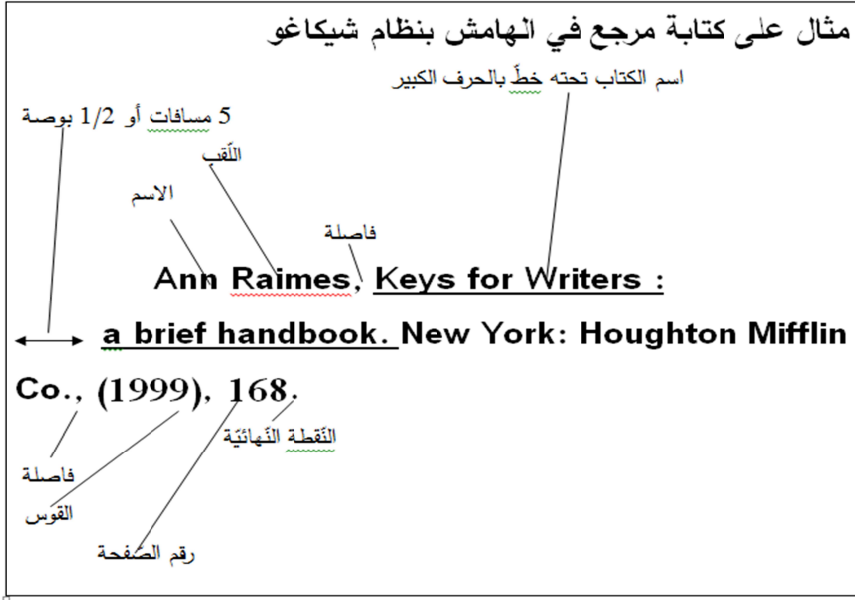 مثال على كتابة مرجع في الهامش بنظام شيكاغو
اسم الكتاب تحته خطّ بالحرف الكبير
5 مسافات أو 1/2 بوصة
اللّقب
الاسم
فاصلة
Ann Raimes, Keys for Writers :
a brief handbook. New York: Houghton Mifflin
Co., (1999), 168.
النّقطة النّهائيّة
فاصلة
القوس
رقم الصّفحة